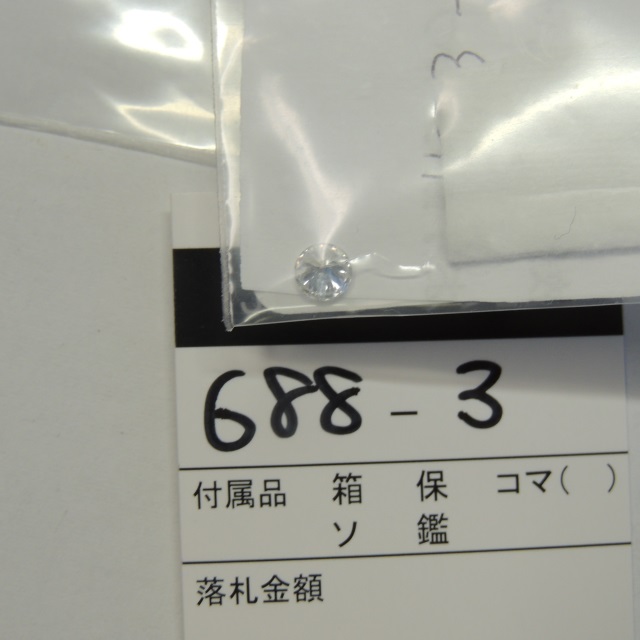 688-3
付属品 箱 保 コマ( )
ソ 鑑
落札金額